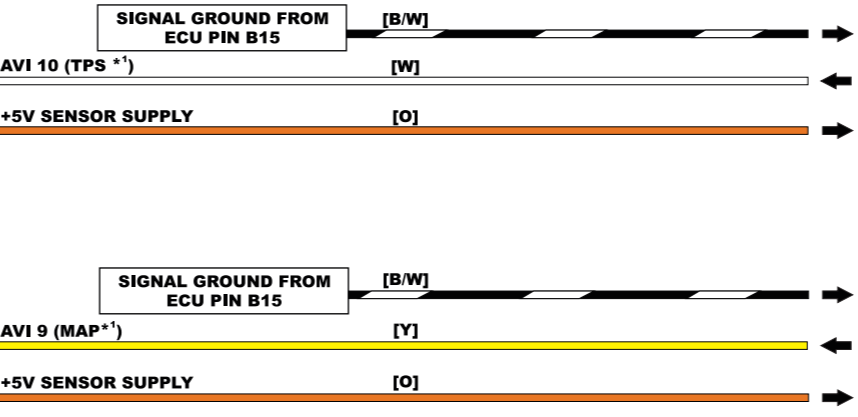 SIGNAL GROUND FROM [B/W]
ECU PIN B15
AVI 10 (TPS *¹) [W]
+5V SENSOR SUPPLY [O]
SIGNAL GROUND FROM [B/W]
ECU PIN B15
AVI 9 (MAP*¹) [Y]
+5V SENSOR SUPPLY [O]